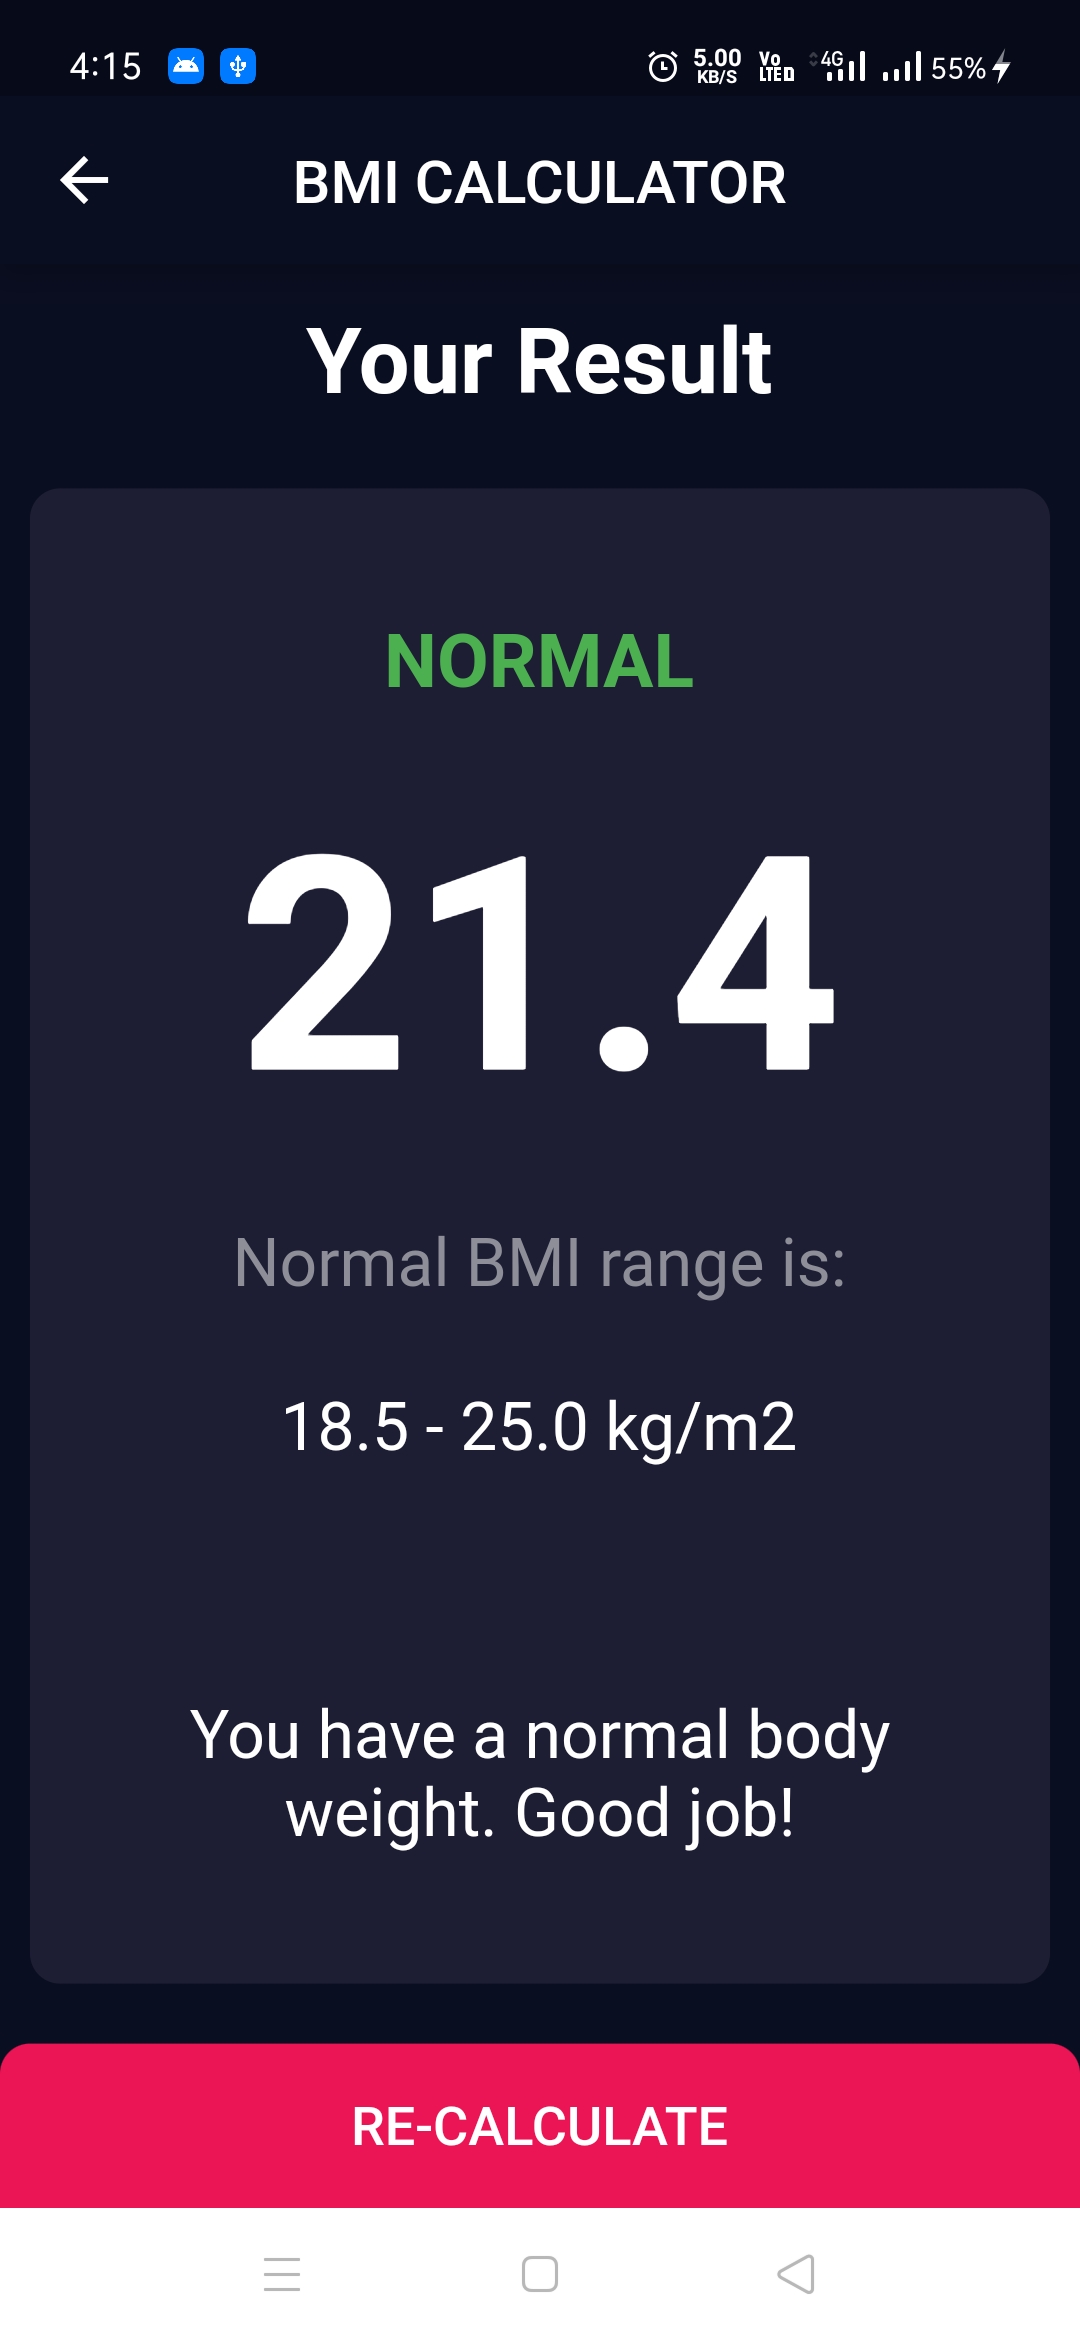 4:15 5.00 KB/S Vo LTE D 4G 55%
BMI CALCULATOR
Your Result
NORMAL
21.4
Normal BMI range is:
18.5 - 25.0 kg/m2
You have a normal body
weight. Good job!
RE-CALCULATE